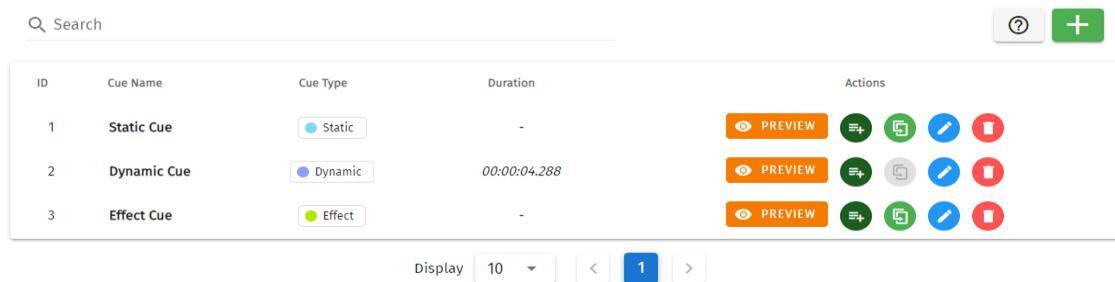 Search
ID Cue Name Cue Type Duration Actions
1 Static Cue Static - PREVIEW
2 Dynamic Cue Dynamic 00:00:04.288 PREVIEW
3 Effect Cue Effect - PREVIEW
Display 10 1